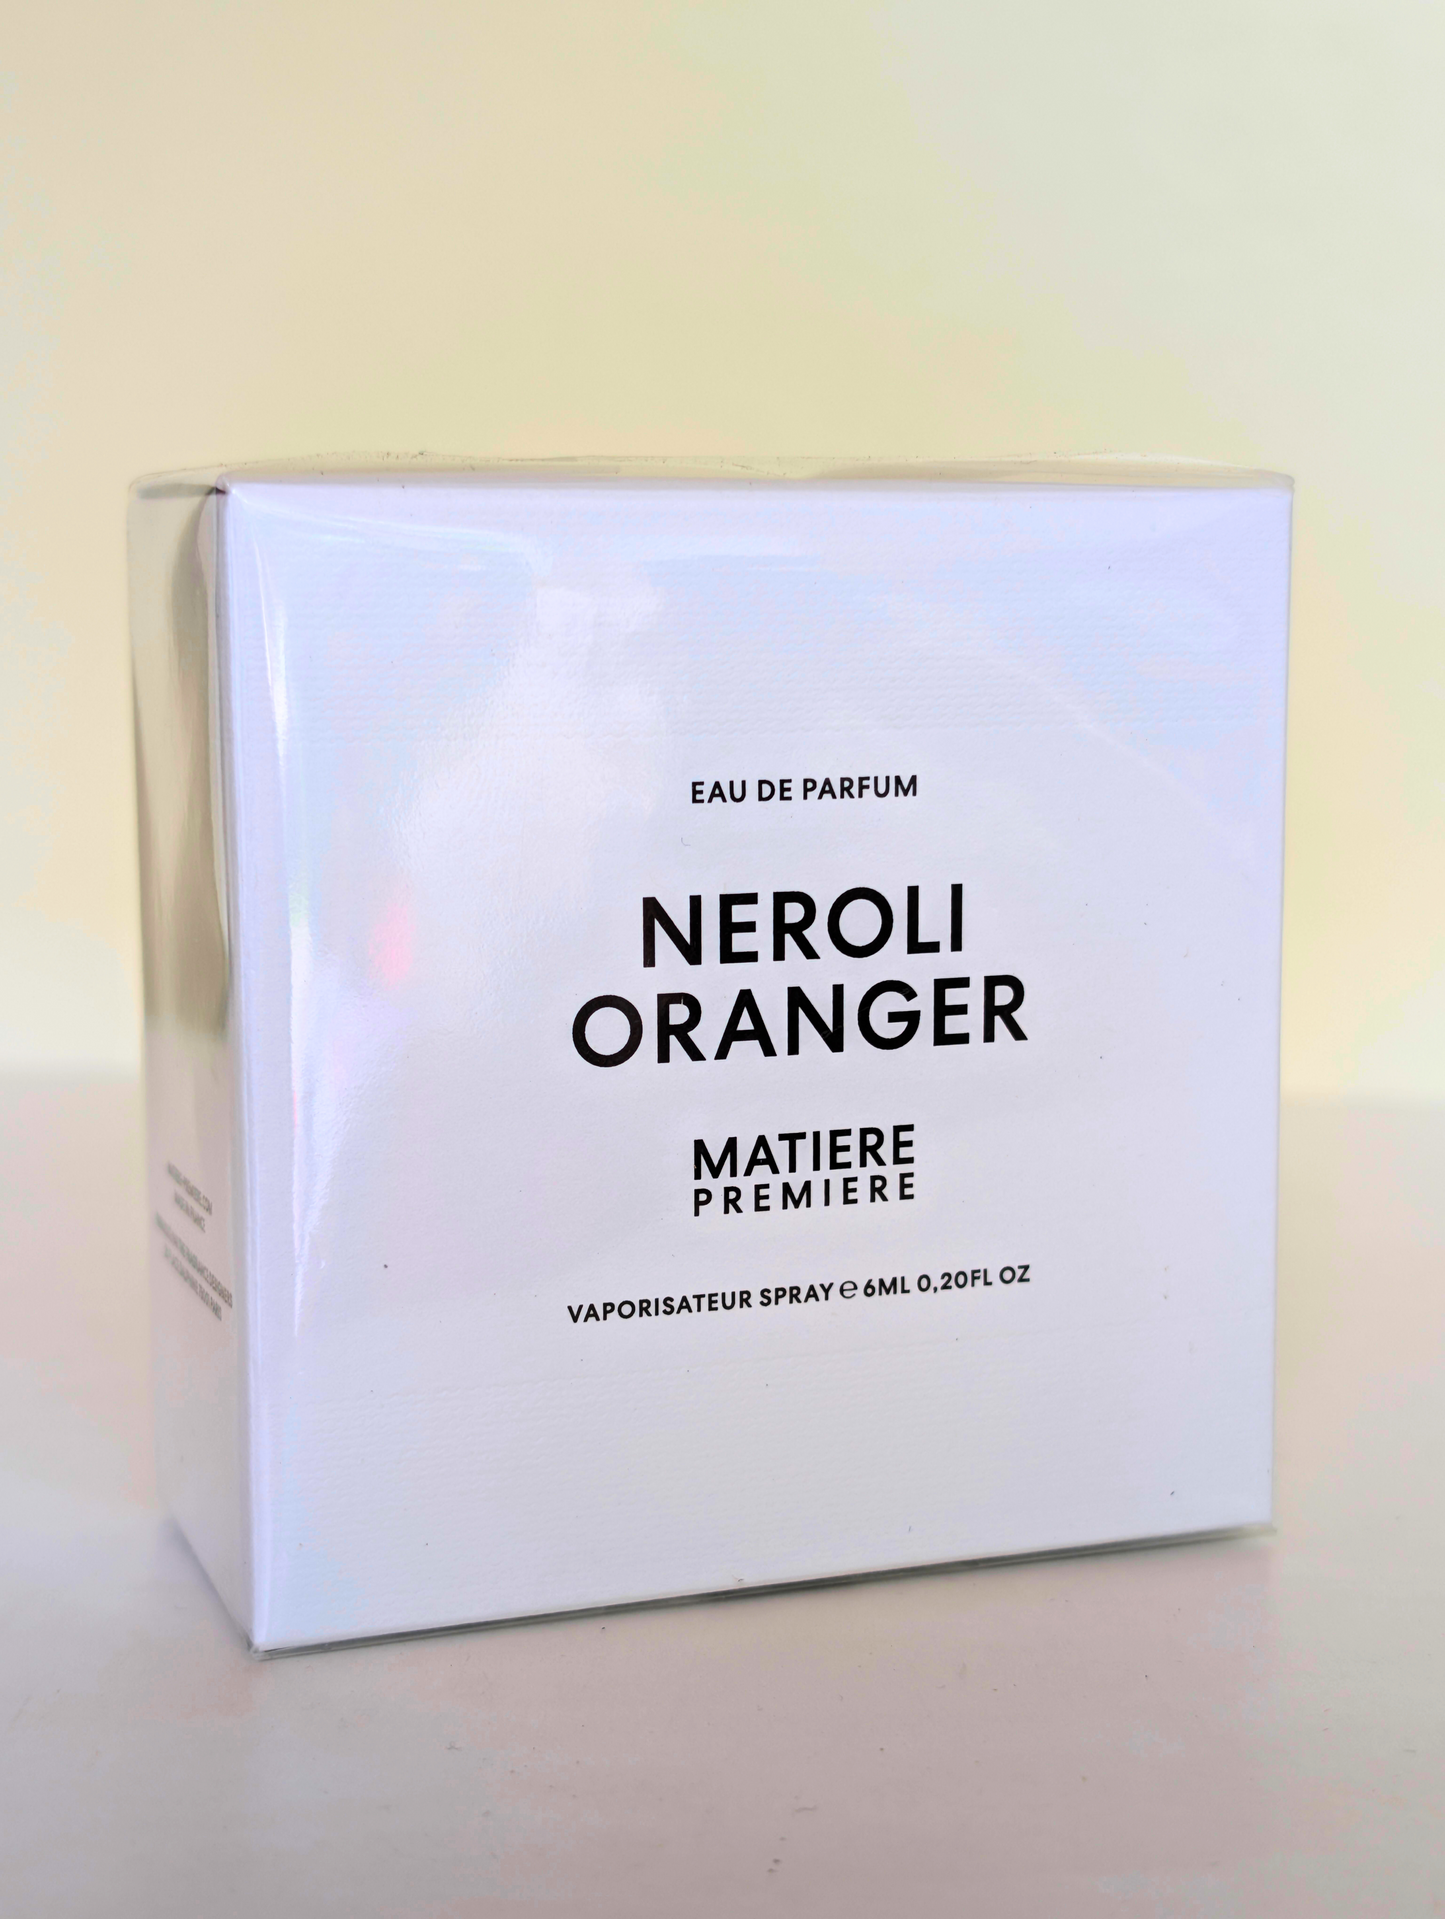 EAU DE PARFUM
NEROLI
ORANGER
MATIERE
PREMIERE
VAPORISATEUR SPRAY ℮ 6ML 0,20FL OZ